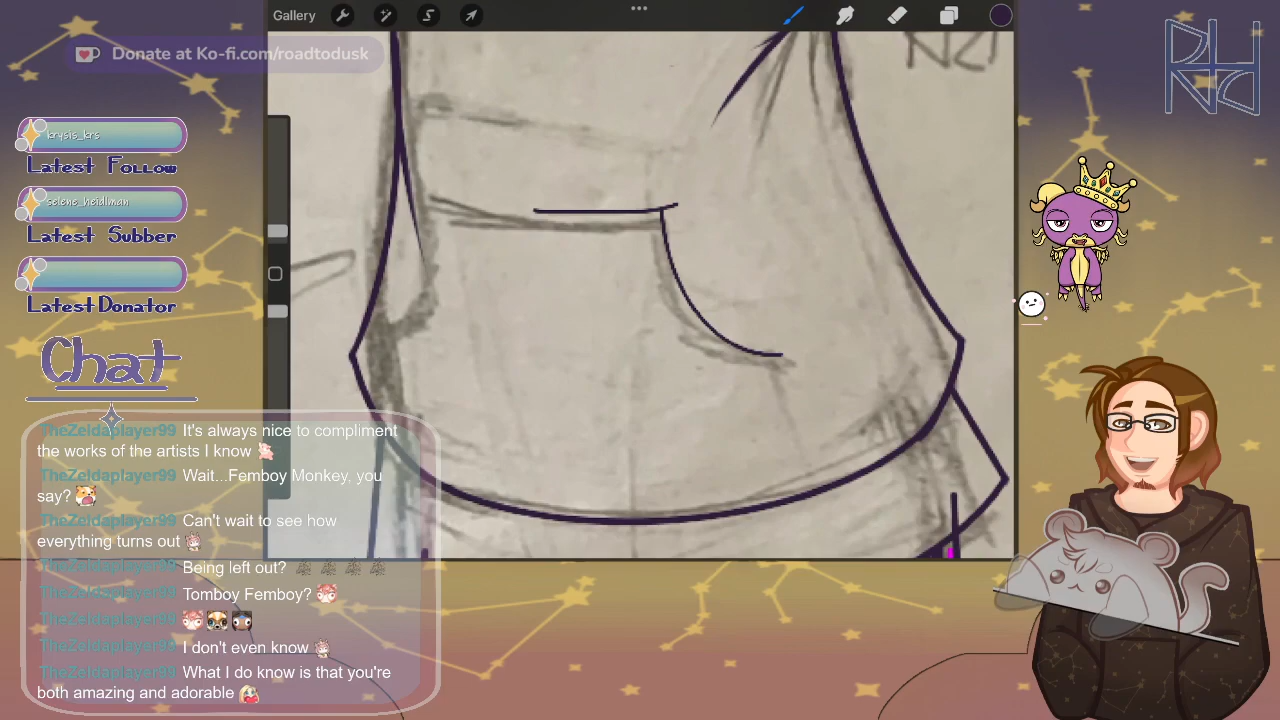 Gallery
Donate at Ko-fi.com/roadtodusk
krysis_krs
Latest Follow
selene_heidlman
Latest Subber
Latest Donator
Chat
TheZeldaplayer99 It's always nice to compliment
the works of the artists I know
TheZeldaplayer99 Wait...Femboy Monkey, you
say?
TheZeldaplayer99 Can't wait to see how
everything turns out
TheZeldaplayer99 Being left out?
TheZeldaplayer99 Tomboy Femboy?
TheZeldaplayer99
TheZeldaplayer99 I don't even know
TheZeldaplayer99 What I do know is that you're
both amazing and adorable